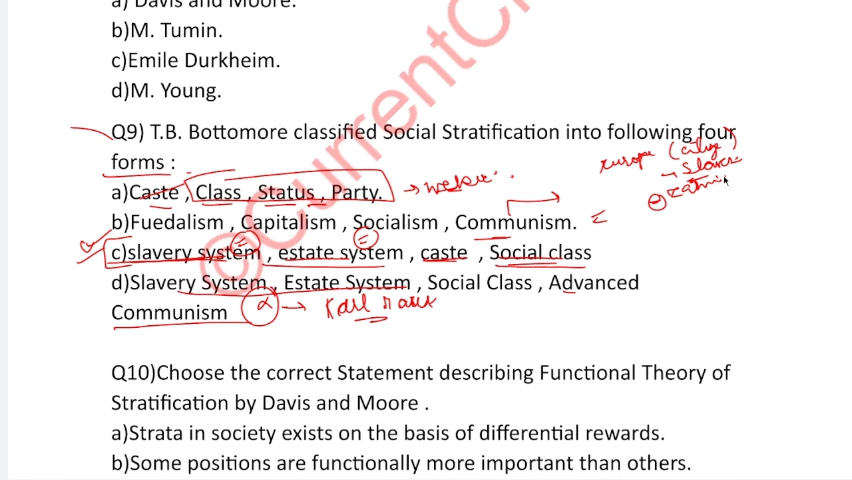 a) Davis and Moore.
b)M. Tumin.
c)Emile Durkheim.
d)M. Young.
Q9) T.B. Bottomore classified Social Stratification into following four
forms :
a)Caste , Class , Status , Party. → weber
b)Fuedalism , Capitalism , Socialism , Communism.
c)slavery system , estate system , caste , Social class
d)Slavery System , Estate System , Social Class , Advanced
Communism → Karl Marx
Q10)Choose the correct Statement describing Functional Theory of
Stratification by Davis and Moore .
a)Strata in society exists on the basis of differential rewards.
b)Some positions are functionally more important than others.